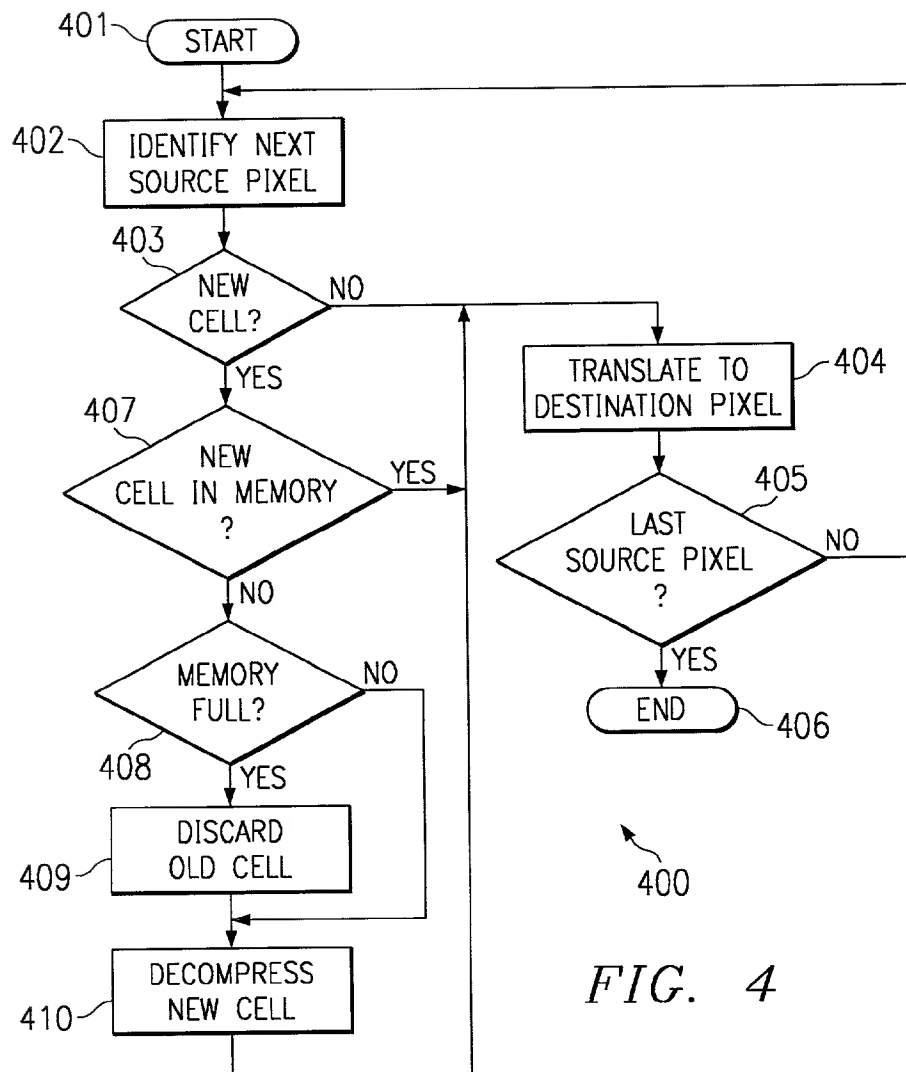 401
START
402
IDENTIFY NEXT
SOURCE PIXEL
403
NEW
CELL?
NO
YES
404
TRANSLATE TO
DESTINATION PIXEL
407
NEW
CELL IN MEMORY
?
YES
NO
405
LAST
SOURCE PIXEL
?
NO
YES
END
406
MEMORY
FULL?
NO
408
YES
DISCARD
OLD CELL
409
400
DECOMPRESS
NEW CELL
410
FIG. 4